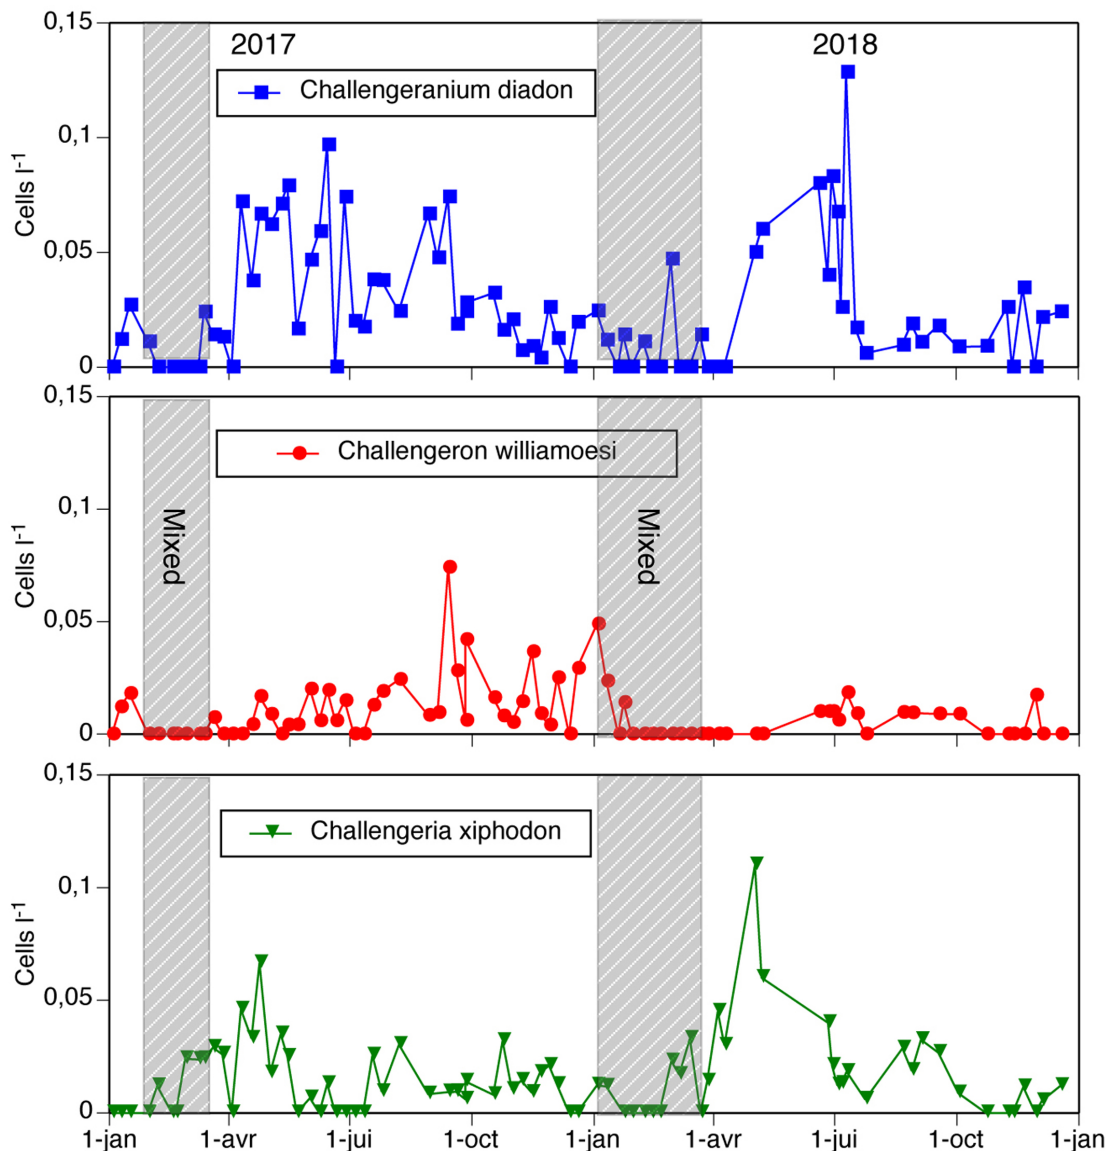 0,15
2017
2018
Challengeranium diadon
0,1
Cells l-1
0,05
0
0,15
Challengeron williamoesi
0,1
Mixed
Mixed
Cells l-1
0,05
0
0,15
Challengeria xiphodon
0,1
Cells l-1
0,05
0
1-jan 1-avr 1-jui 1-oct 1-jan 1-avr 1-jui 1-oct 1-jan